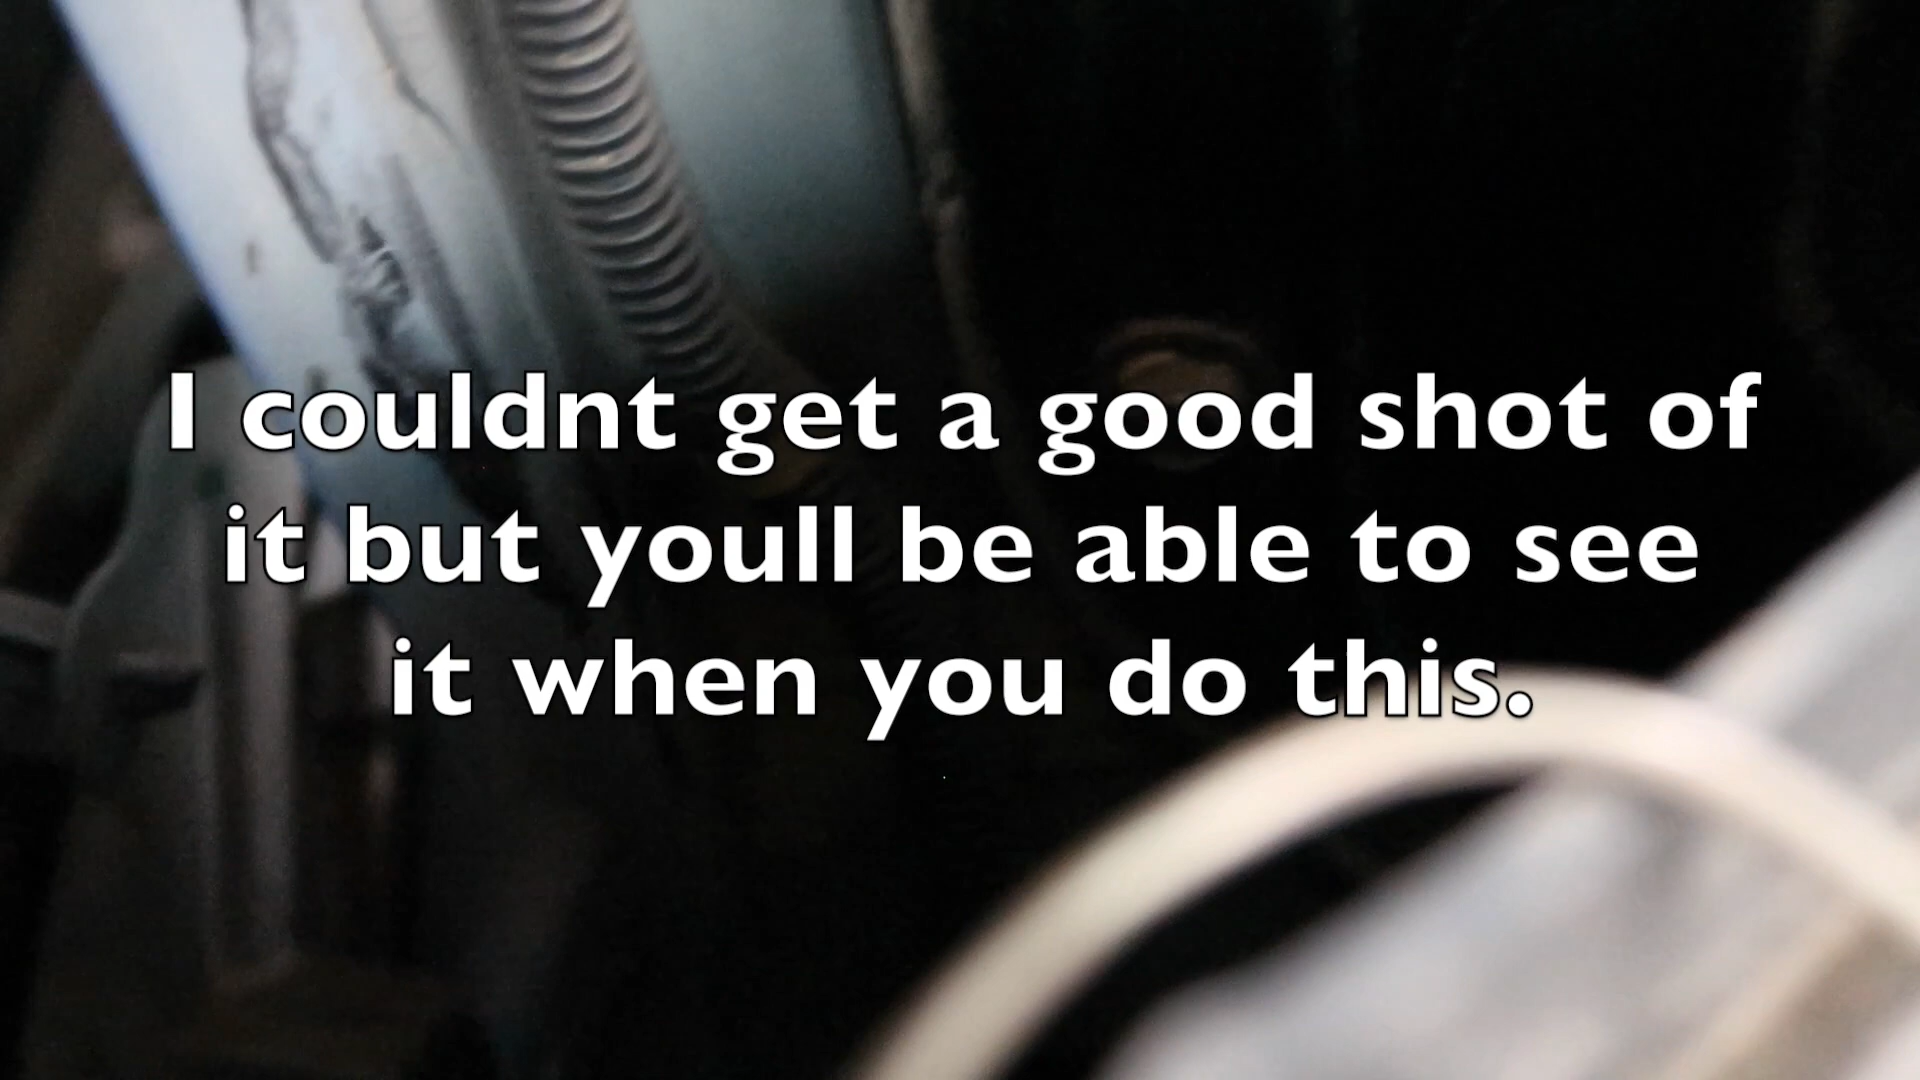 I couldnt get a good shot of
it but youll be able to see
it when you do this.